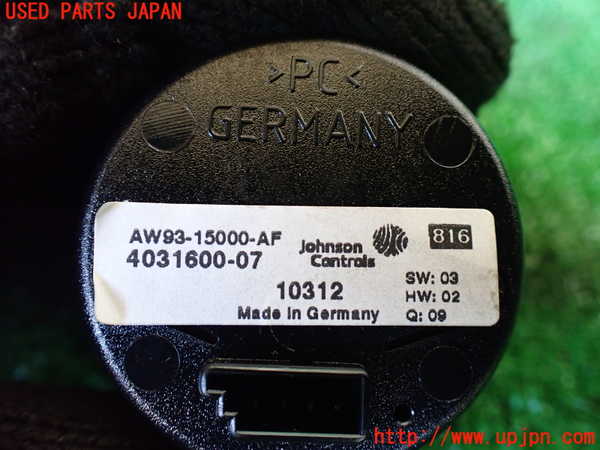 USED PARTS JAPAN
>PC<
GERMANY
AW93-15000-AF
4031600-07
Johnson
Controls
816
10312
Made in Germany
SW: 03
HW: 02
Q: 09
http://www.upjpn.com/